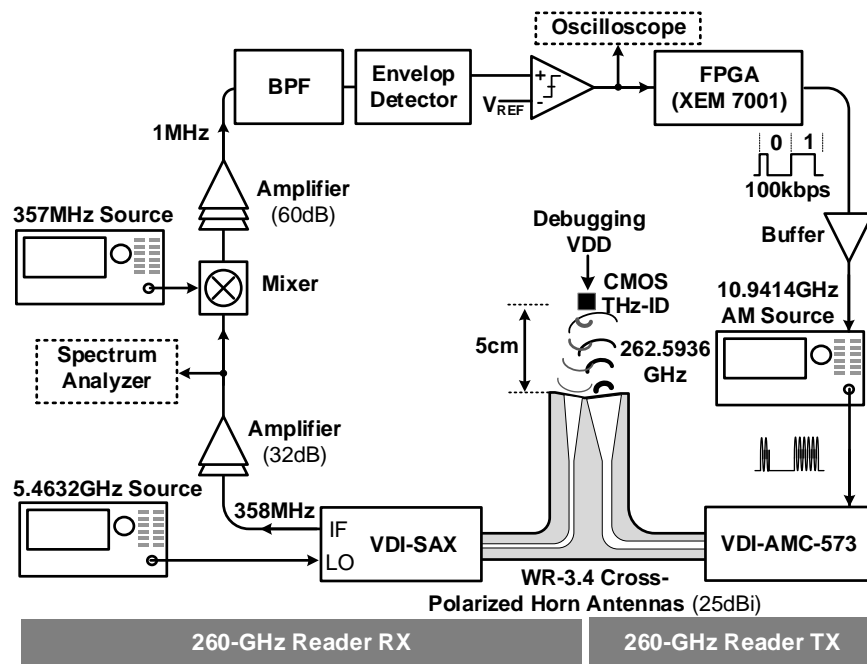 Oscilloscope
BPF
Envelop
Detector
+
-
VREF
FPGA
(XEM 7001)
1MHz
0 1
100kbps
Amplifier
(60dB)
357MHz Source
Mixer
Debugging
VDD
CMOS
THz-ID
Buffer
10.9414GHz
AM Source
5cm
262.5936
GHz
Spectrum
Analyzer
Amplifier
(32dB)
5.4632GHz Source
358MHz
IF
LO
VDI-SAX
VDI-AMC-573
WR-3.4 Cross-
Polarized Horn Antennas (25dBi)
260-GHz Reader RX
260-GHz Reader TX